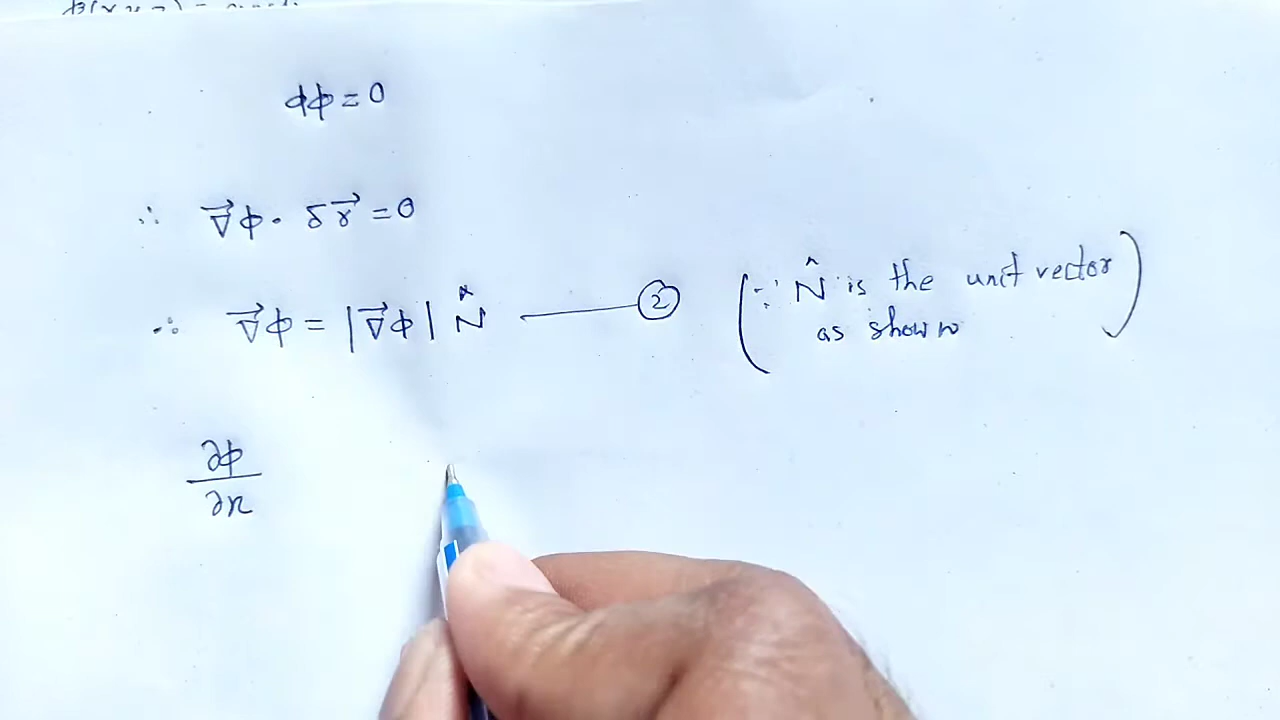 dϕ = 0
∴ ∇⃗ϕ · δr⃗ = 0
∴ ∇⃗ϕ = |∇⃗ϕ| N̂ —— ② (∵ N̂ is the unit vector
as shown)
∂ϕ
∂n